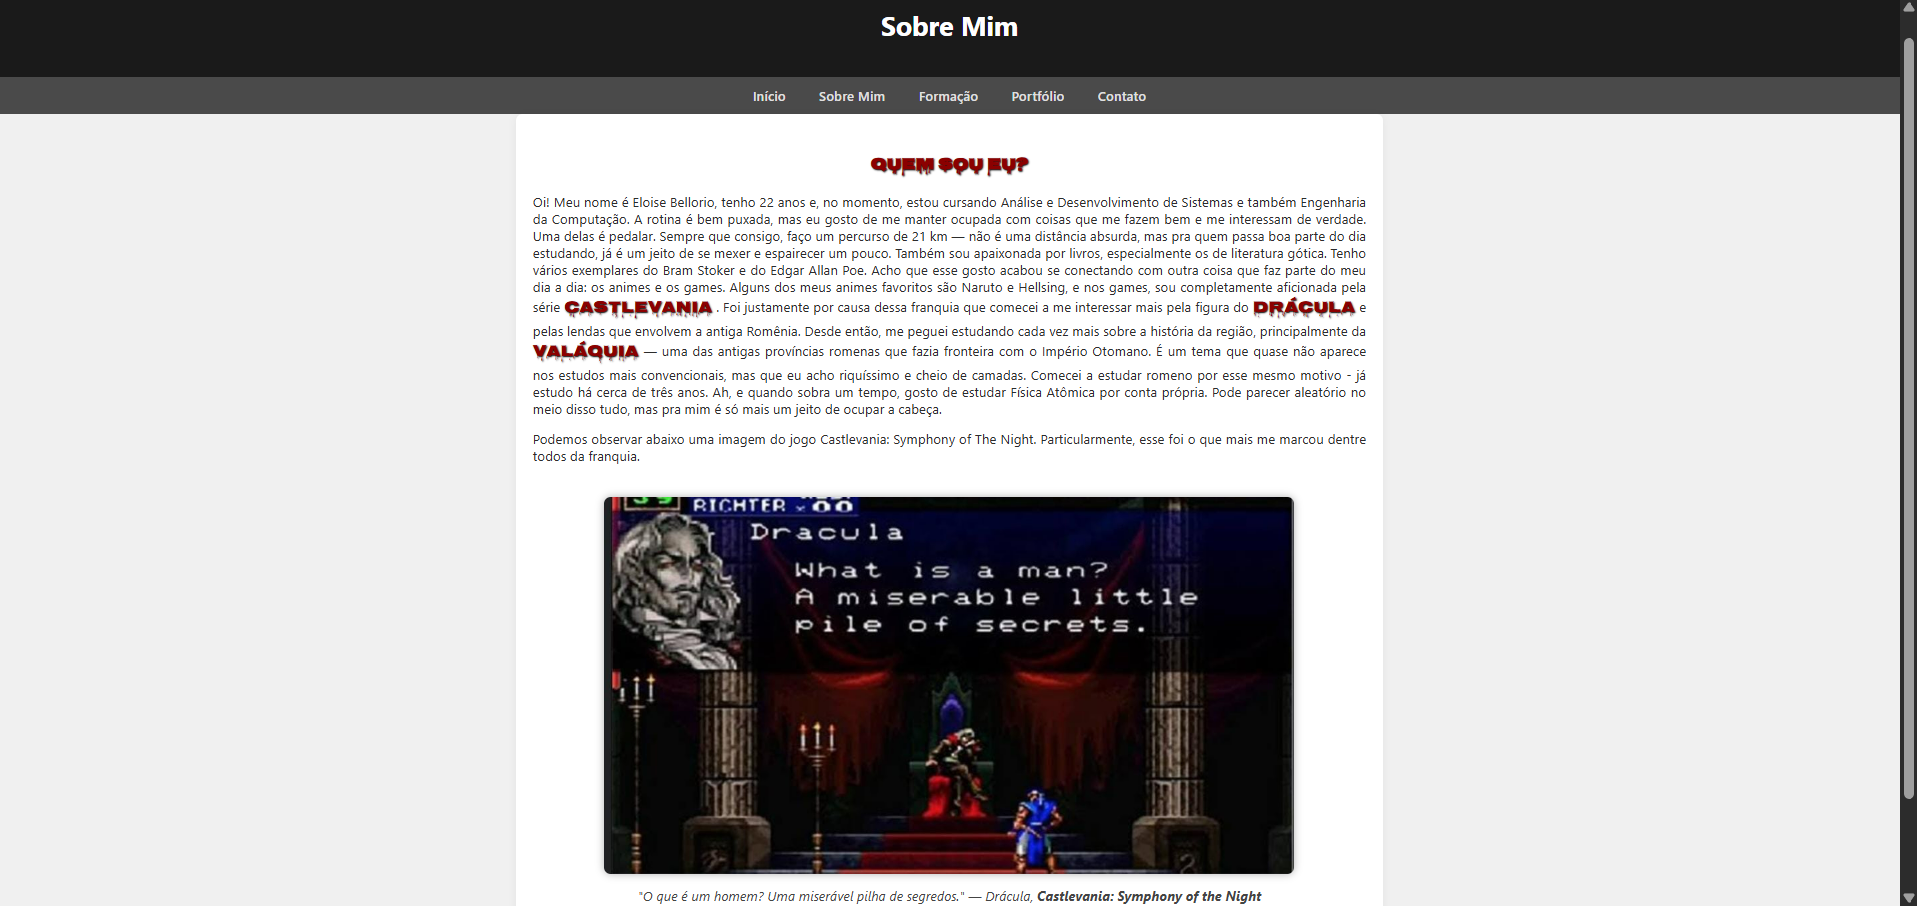 Sobre Mim
Início Sobre Mim Formação Portfólio Contato
QUEM SOU EU?
Oi! Meu nome é Eloise Bellorio, tenho 22 anos e, no momento, estou cursando Análise e Desenvolvimento de Sistemas e também Engenharia
da Computação. A rotina é bem puxada, mas eu gosto de me manter ocupada com coisas que me fazem bem e me interessam de verdade.
Uma delas é pedalar. Sempre que consigo, faço um percurso de 21 km — não é uma distância absurda, mas pra quem passa boa parte do dia
estudando, já é um jeito de se mexer e espairecer um pouco. Também sou apaixonada por livros, especialmente os de literatura gótica. Tenho
vários exemplares do Bram Stoker e do Edgar Allan Poe. Acho que esse gosto acabou se conectando com outra coisa que faz parte do meu
dia a dia: os animes e os games. Alguns dos meus animes favoritos são Naruto e Hellsing, e nos games, sou completamente aficionada pela
série CASTLEVANIA . Foi justamente por causa dessa franquia que comecei a me interessar mais pela figura do DRÁCULA e
pelas lendas que envolvem a antiga Romênia. Desde então, me peguei estudando cada vez mais sobre a história da região, principalmente da
VALÁQUIA — uma das antigas províncias romenas que fazia fronteira com o Império Otomano. É um tema que quase não aparece
nos estudos mais convencionais, mas que eu acho riquíssimo e cheio de camadas. Comecei a estudar romeno por esse mesmo motivo - já
estudo há cerca de três anos. Ah, e quando sobra um tempo, gosto de estudar Física Atômica por conta própria. Pode parecer aleatório no
meio disso tudo, mas pra mim é só mais um jeito de ocupar a cabeça.
Podemos observar abaixo uma imagem do jogo Castlevania: Symphony of The Night. Particularmente, esse foi o que mais me marcou dentre
todos da franquia.
RICHTER × 00
Dracula
What is a man?
A miserable little
pile of secrets.
"O que é um homem? Uma miserável pilha de segredos." — Drácula, Castlevania: Symphony of the Night